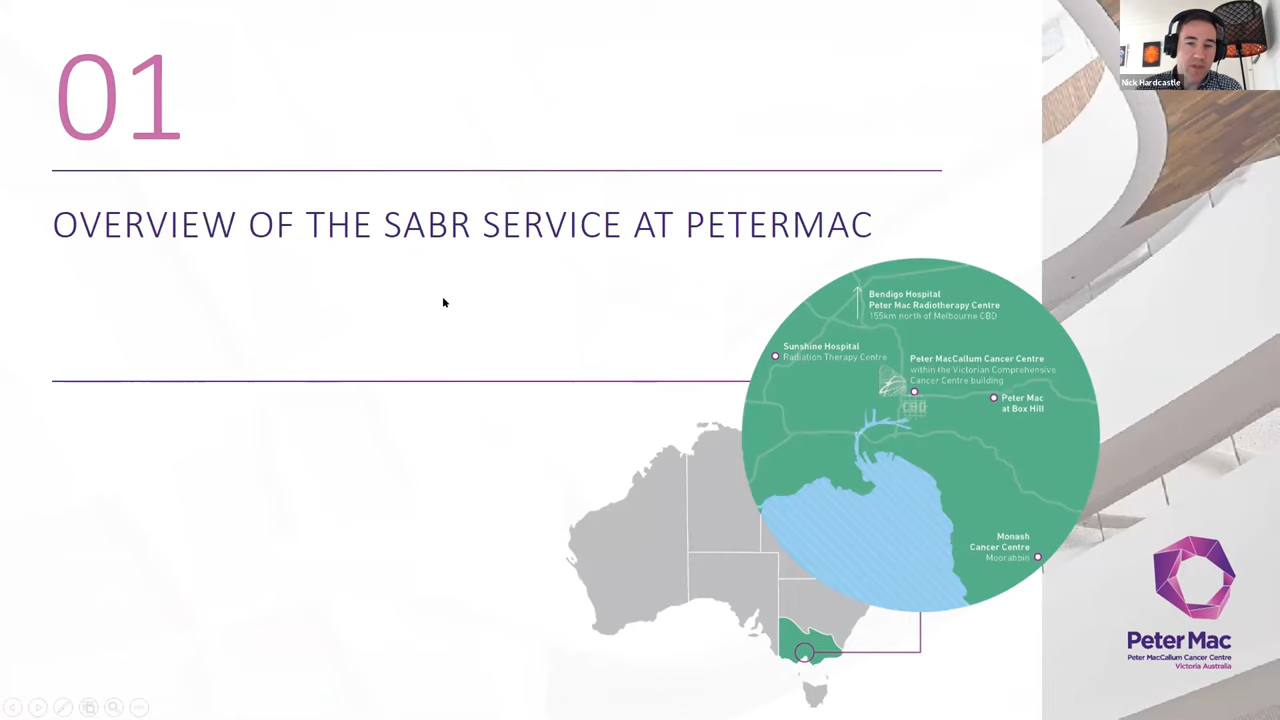 01
OVERVIEW OF THE SABR SERVICE AT PETERMAC
Nick Hardcastle
Bendigo Hospital
Peter Mac Radiotherapy Centre
155km north of Melbourne CBD
Sunshine Hospital
Radiation Therapy Centre
Peter MacCallum Cancer Centre
within the Victorian Comprehensive
Cancer Centre building
CBD
Peter Mac
at Box Hill
Monash
Cancer Centre
Moorabbin
Peter Mac
Peter MacCallum Cancer Centre
Victoria Australia